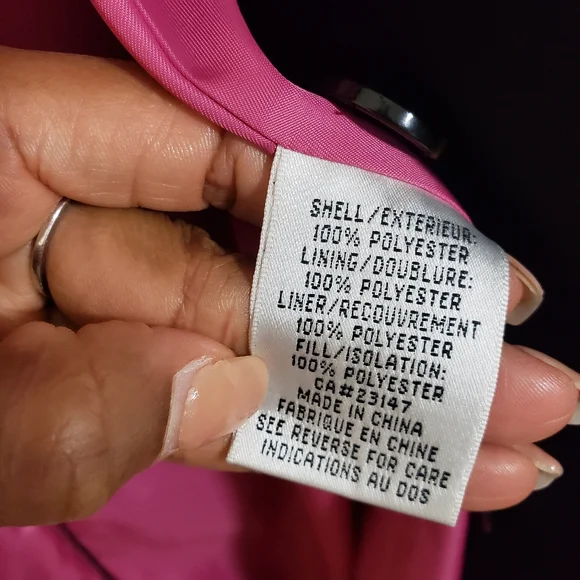 SHELL/EXTERIEUR:
100% POLYESTER
LINING/DOUBLURE:
100% POLYESTER
LINER/RECOUVREMENT
100% POLYESTER
FILL/ISOLATION:
100% POLYESTER
CA#23147
MADE IN CHINA
FABRIQUE EN CHINE
SEE REVERSE FOR CARE
INDICATIONS AU DOS